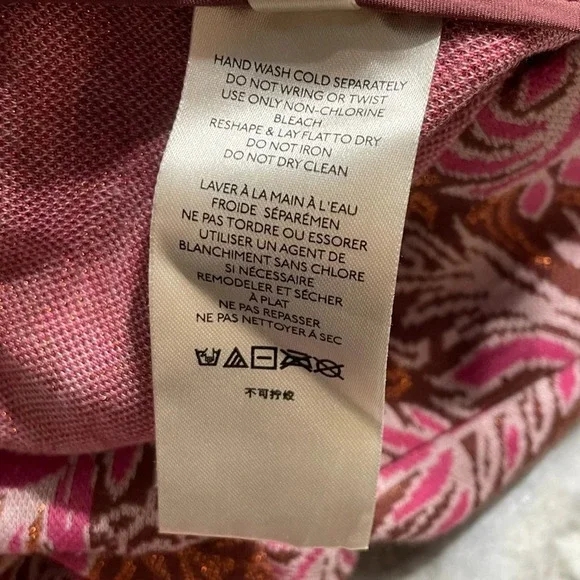 HAND WASH COLD SEPARATELY
DO NOT WRING OR TWIST
USE ONLY NON-CHLORINE
BLEACH
RESHAPE & LAY FLAT TO DRY
DO NOT IRON
DO NOT DRY CLEAN
LAVER À LA MAIN À L'EAU
FROIDE SÉPARÉMEN
NE PAS TORDRE OU ESSORER
UTILISER UN AGENT DE
BLANCHIMENT SANS CHLORE
SI NÉCESSAIRE
REMODELER ET SÉCHER
À PLAT
NE PAS REPASSER
NE PAS NETTOYER À SEC
不可拧绞